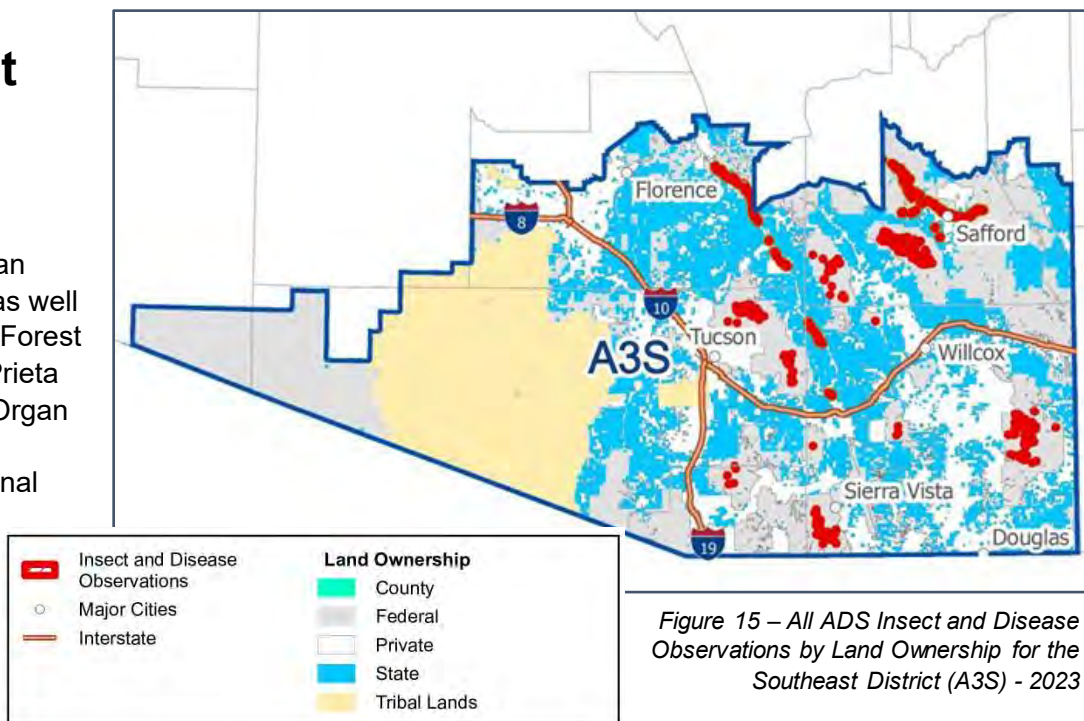 t
an
as well
Forest
Prieta
Organ
nal
Florence
8
Safford
10
Tucson
Willcox
A3S
Sierra Vista
Douglas
19
Insect and Disease
Observations
Major Cities
Interstate
Land Ownership
County
Federal
Private
State
Tribal Lands
Figure 15 – All ADS Insect and Disease
Observations by Land Ownership for the
Southeast District (A3S) - 2023